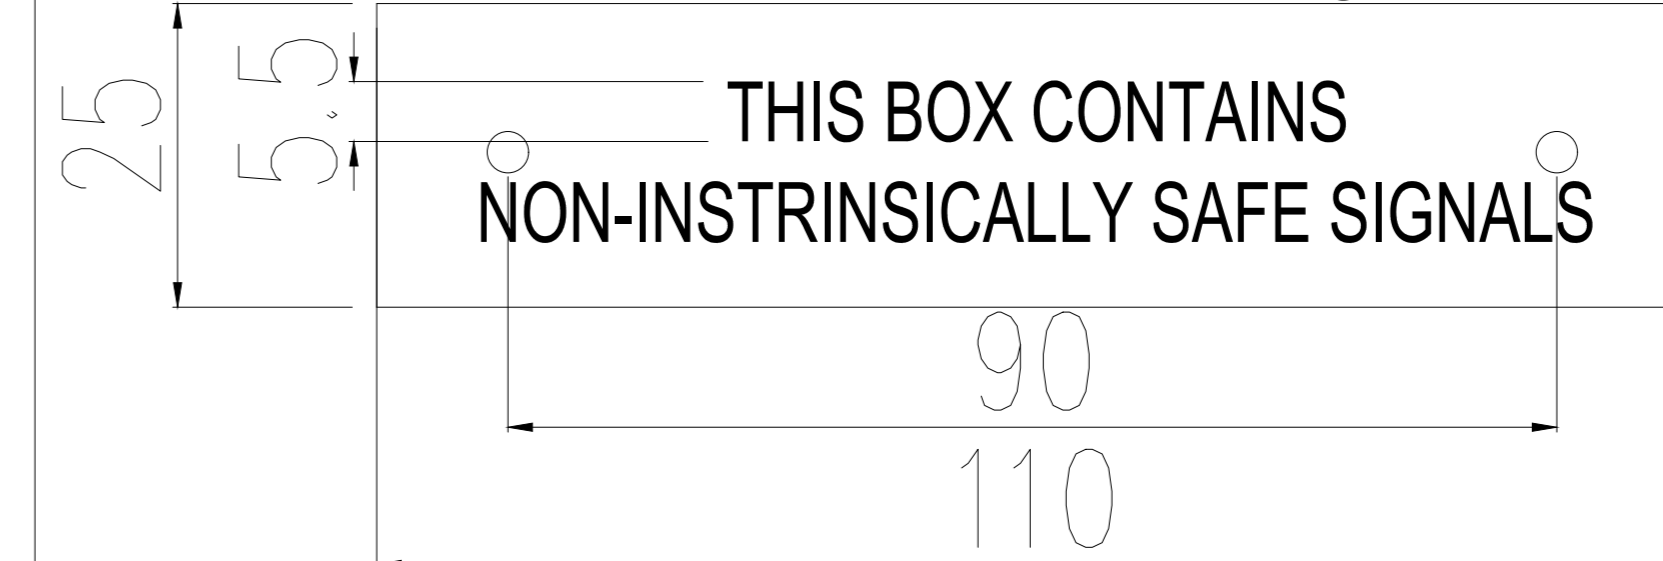 25
5.5
THIS BOX CONTAINS
NON-INSTRINSICALLY SAFE SIGNALS
90
110